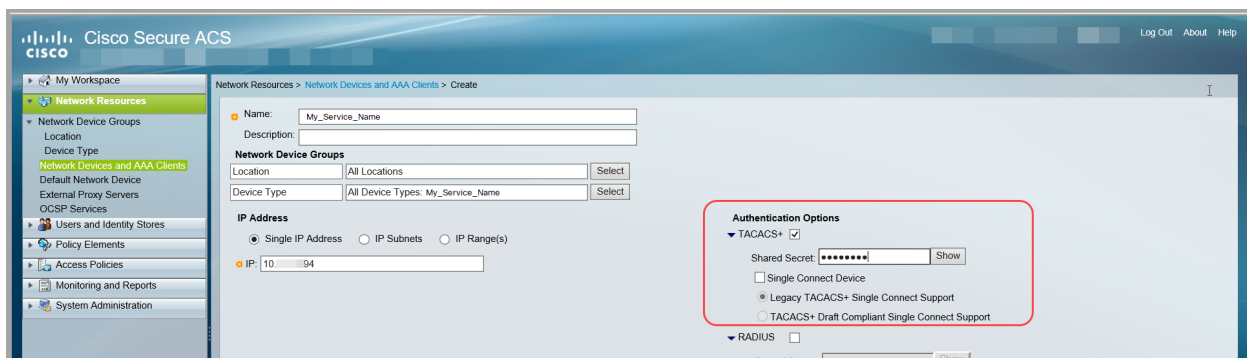 Cisco Secure ACS
CISCO
Log Out About Help
My Workspace
Network Resources
Network Device Groups
Location
Device Type
Network Devices and AAA Clients
Default Network Device
External Proxy Servers
OCSP Services
Users and Identity Stores
Policy Elements
Access Policies
Monitoring and Reports
System Administration
Network Resources > Network Devices and AAA Clients > Create
Name: My_Service_Name
Description:
Network Device Groups
Location All Locations Select
Device Type All Device Types: My_Service_Name Select
IP Address
Single IP Address IP Subnets IP Range(s)
IP: 10. 94
Authentication Options
TACACS+
Shared Secret: •••••••• Show
Single Connect Device
Legacy TACACS+ Single Connect Support
TACACS+ Draft Compliant Single Connect Support
RADIUS